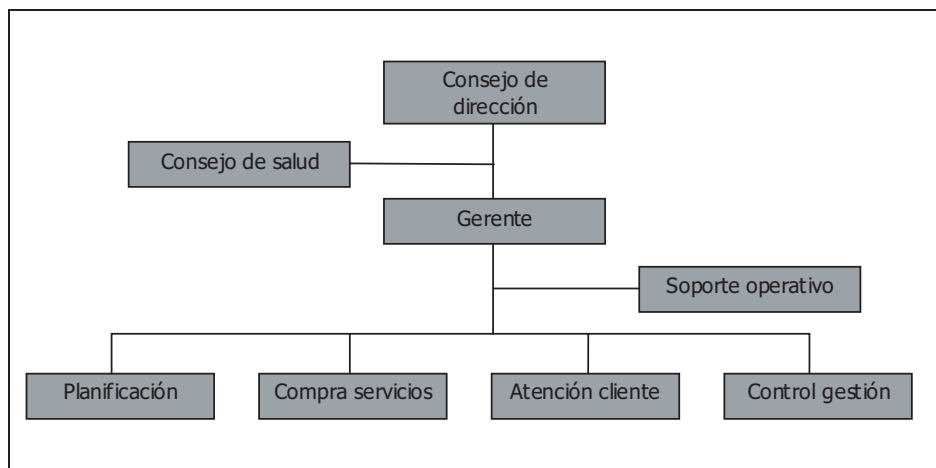 Consejo de
dirección
Consejo de salud
Gerente
Soporte operativo
Planificación
Compra servicios
Atención cliente
Control gestión